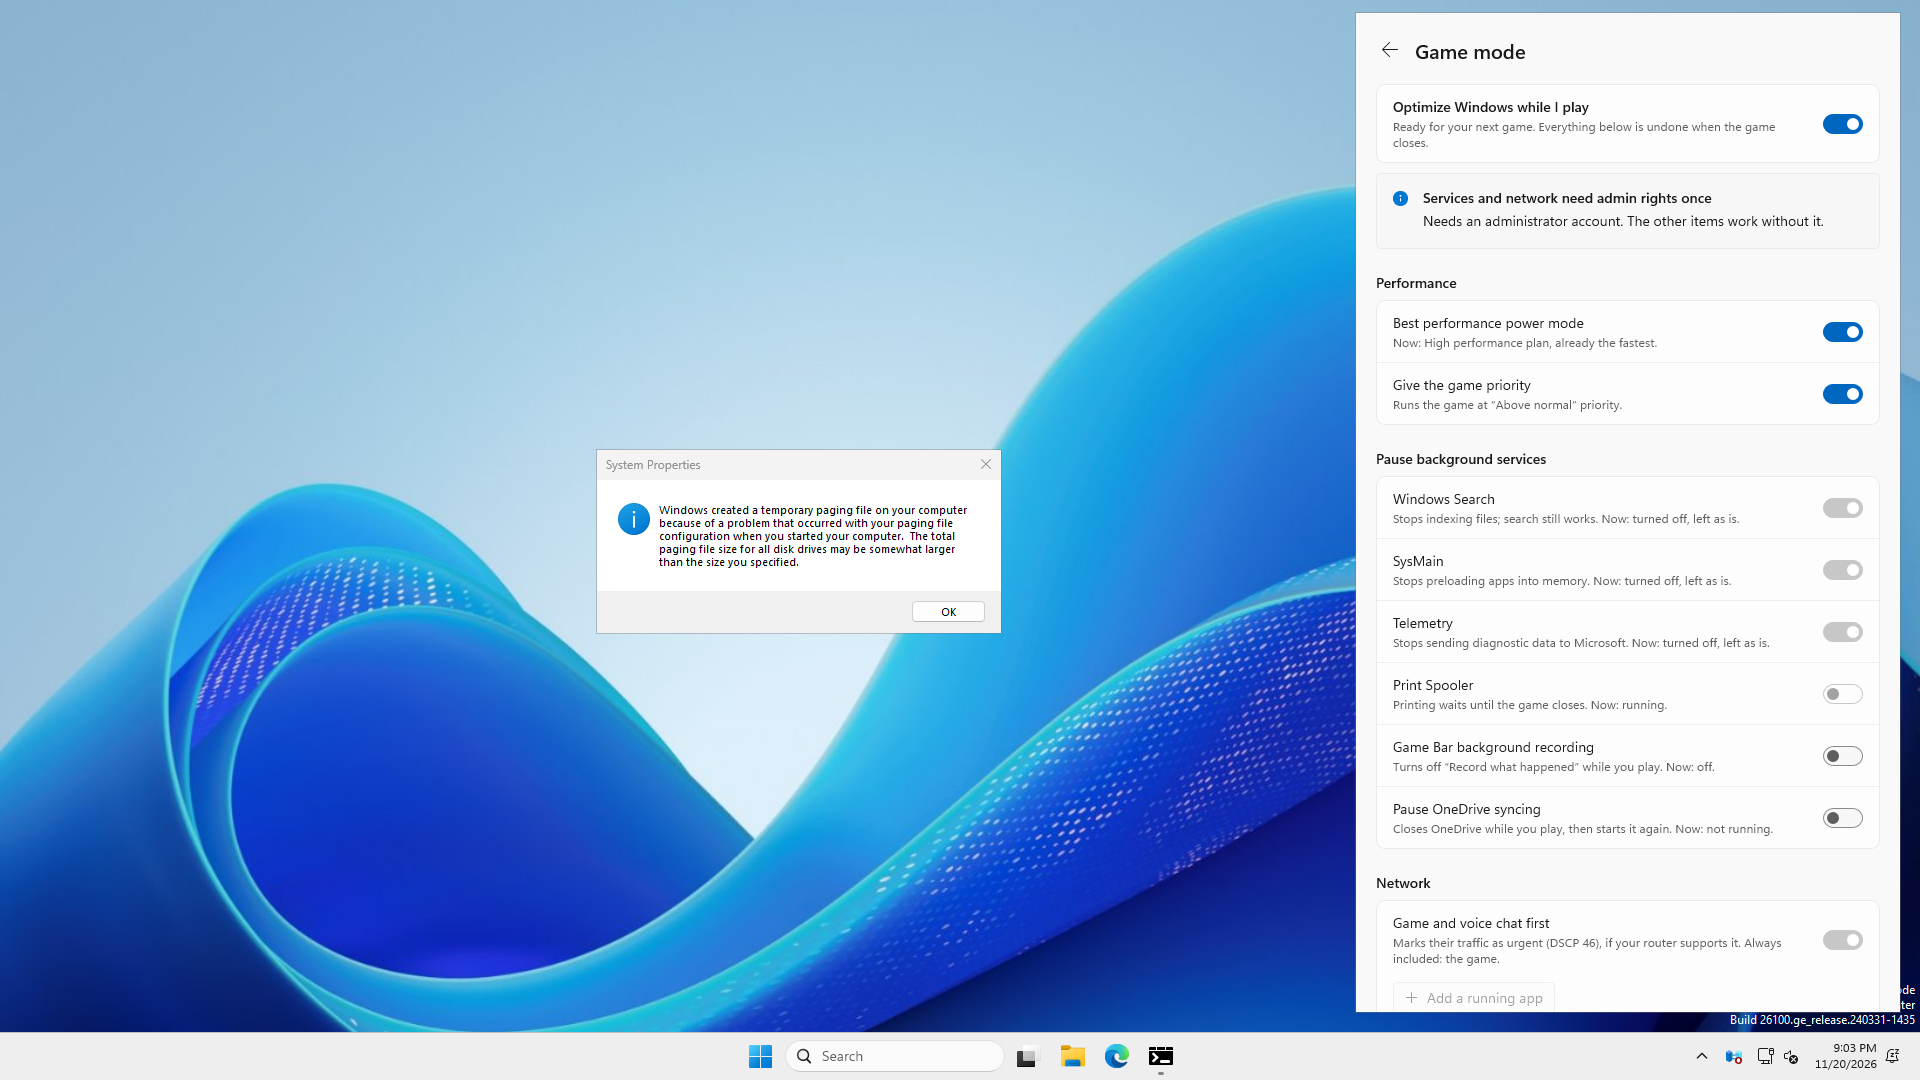 Game mode
Optimize Windows while I play
Ready for your next game. Everything below is undone when the game
closes.
Services and network need admin rights once
Needs an administrator account. The other items work without it.
Performance
Best performance power mode
Now: High performance plan, already the fastest.
Give the game priority
Runs the game at “Above normal” priority.
Pause background services
Windows Search
Stops indexing files; search still works. Now: turned off, left as is.
SysMain
Stops preloading apps into memory. Now: turned off, left as is.
Telemetry
Stops sending diagnostic data to Microsoft. Now: turned off, left as is.
Print Spooler
Printing waits until the game closes. Now: running.
Game Bar background recording
Turns off “Record what happened” while you play. Now: off.
Pause OneDrive syncing
Closes OneDrive while you play, then starts it again. Now: not running.
Network
Game and voice chat first
Marks their traffic as urgent (DSCP 46), if your router supports it. Always
included: the game.
Add a running app
System Properties
Windows created a temporary paging file on your computer
because of a problem that occurred with your paging file
configuration when you started your computer.  The total
paging file size for all disk drives may be somewhat larger
than the size you specified.
OK
Build 26100.ge_release.240331-1435
Search
9:03 PM
11/20/2026